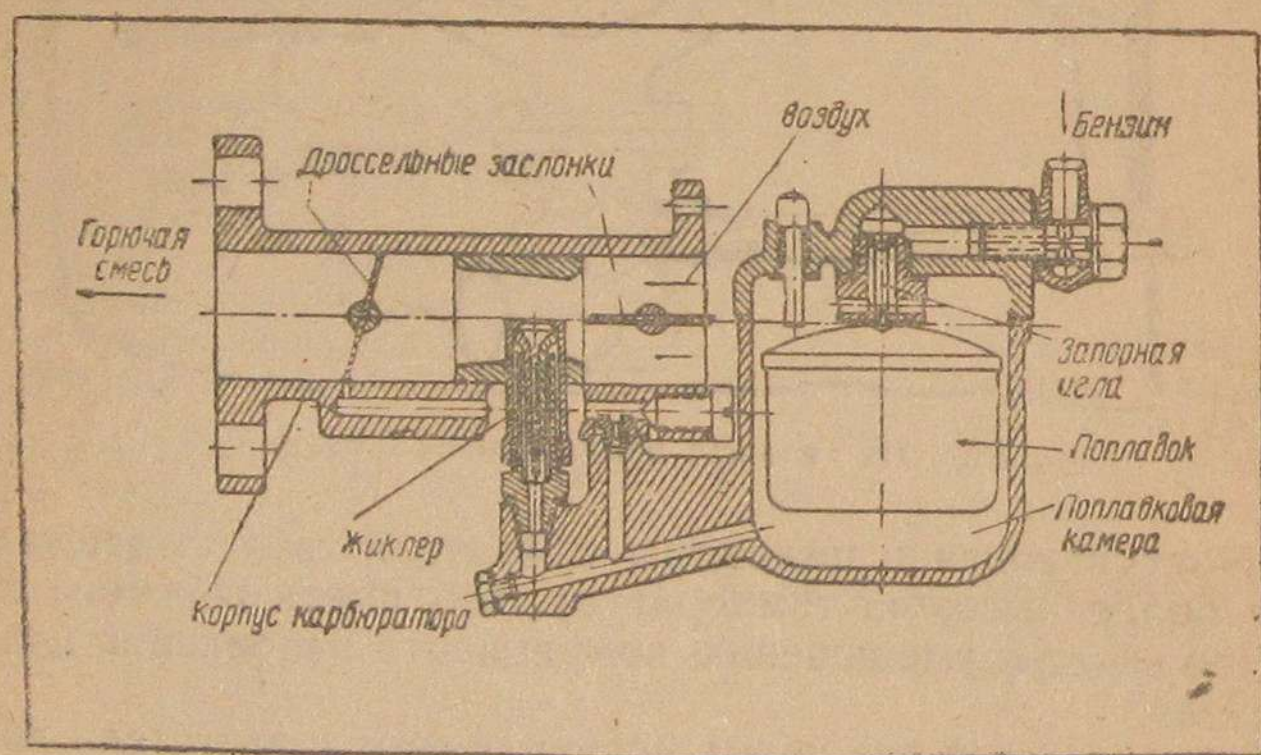 воздух
Бензин
Дроссельные заслонки
Горючая
смесь
Запорная
игла
Поплавок
Поплавковая
камера
Жиклер
Корпус карбюратора